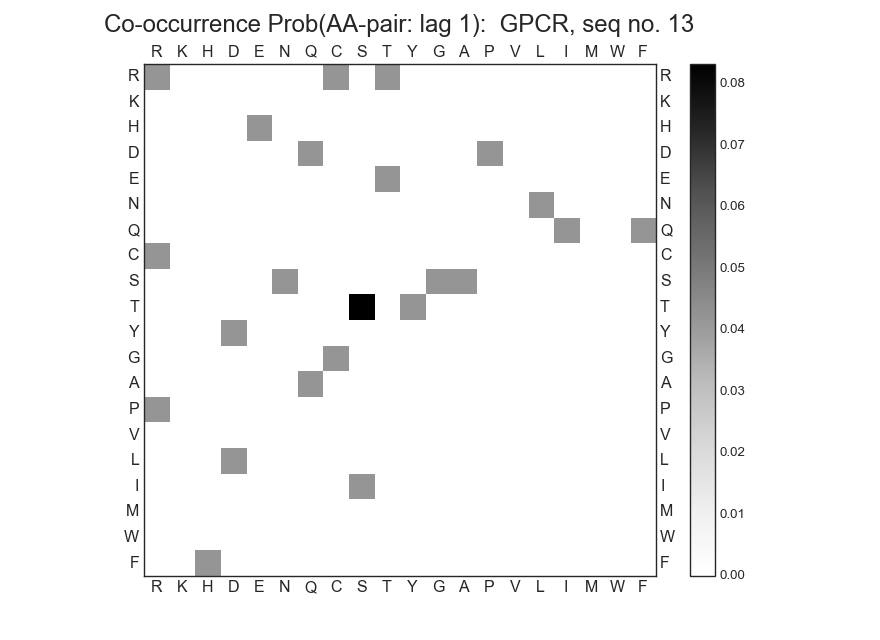 Co-occurrence Prob(AA-pair: lag 1):  GPCR, seq no. 13
R K H D E N Q C S T Y G A P V L I M W F
R R 0.08
K K
H H 0.07
D D
E E 0.06
N N
Q Q
C C 0.05
S S
T T 0.04
Y Y
G G
A A 0.03
P P
V V 0.02
L L
I I
M M 0.01
W W
F F 0.00
R K H D E N Q C S T Y G A P V L I M W F